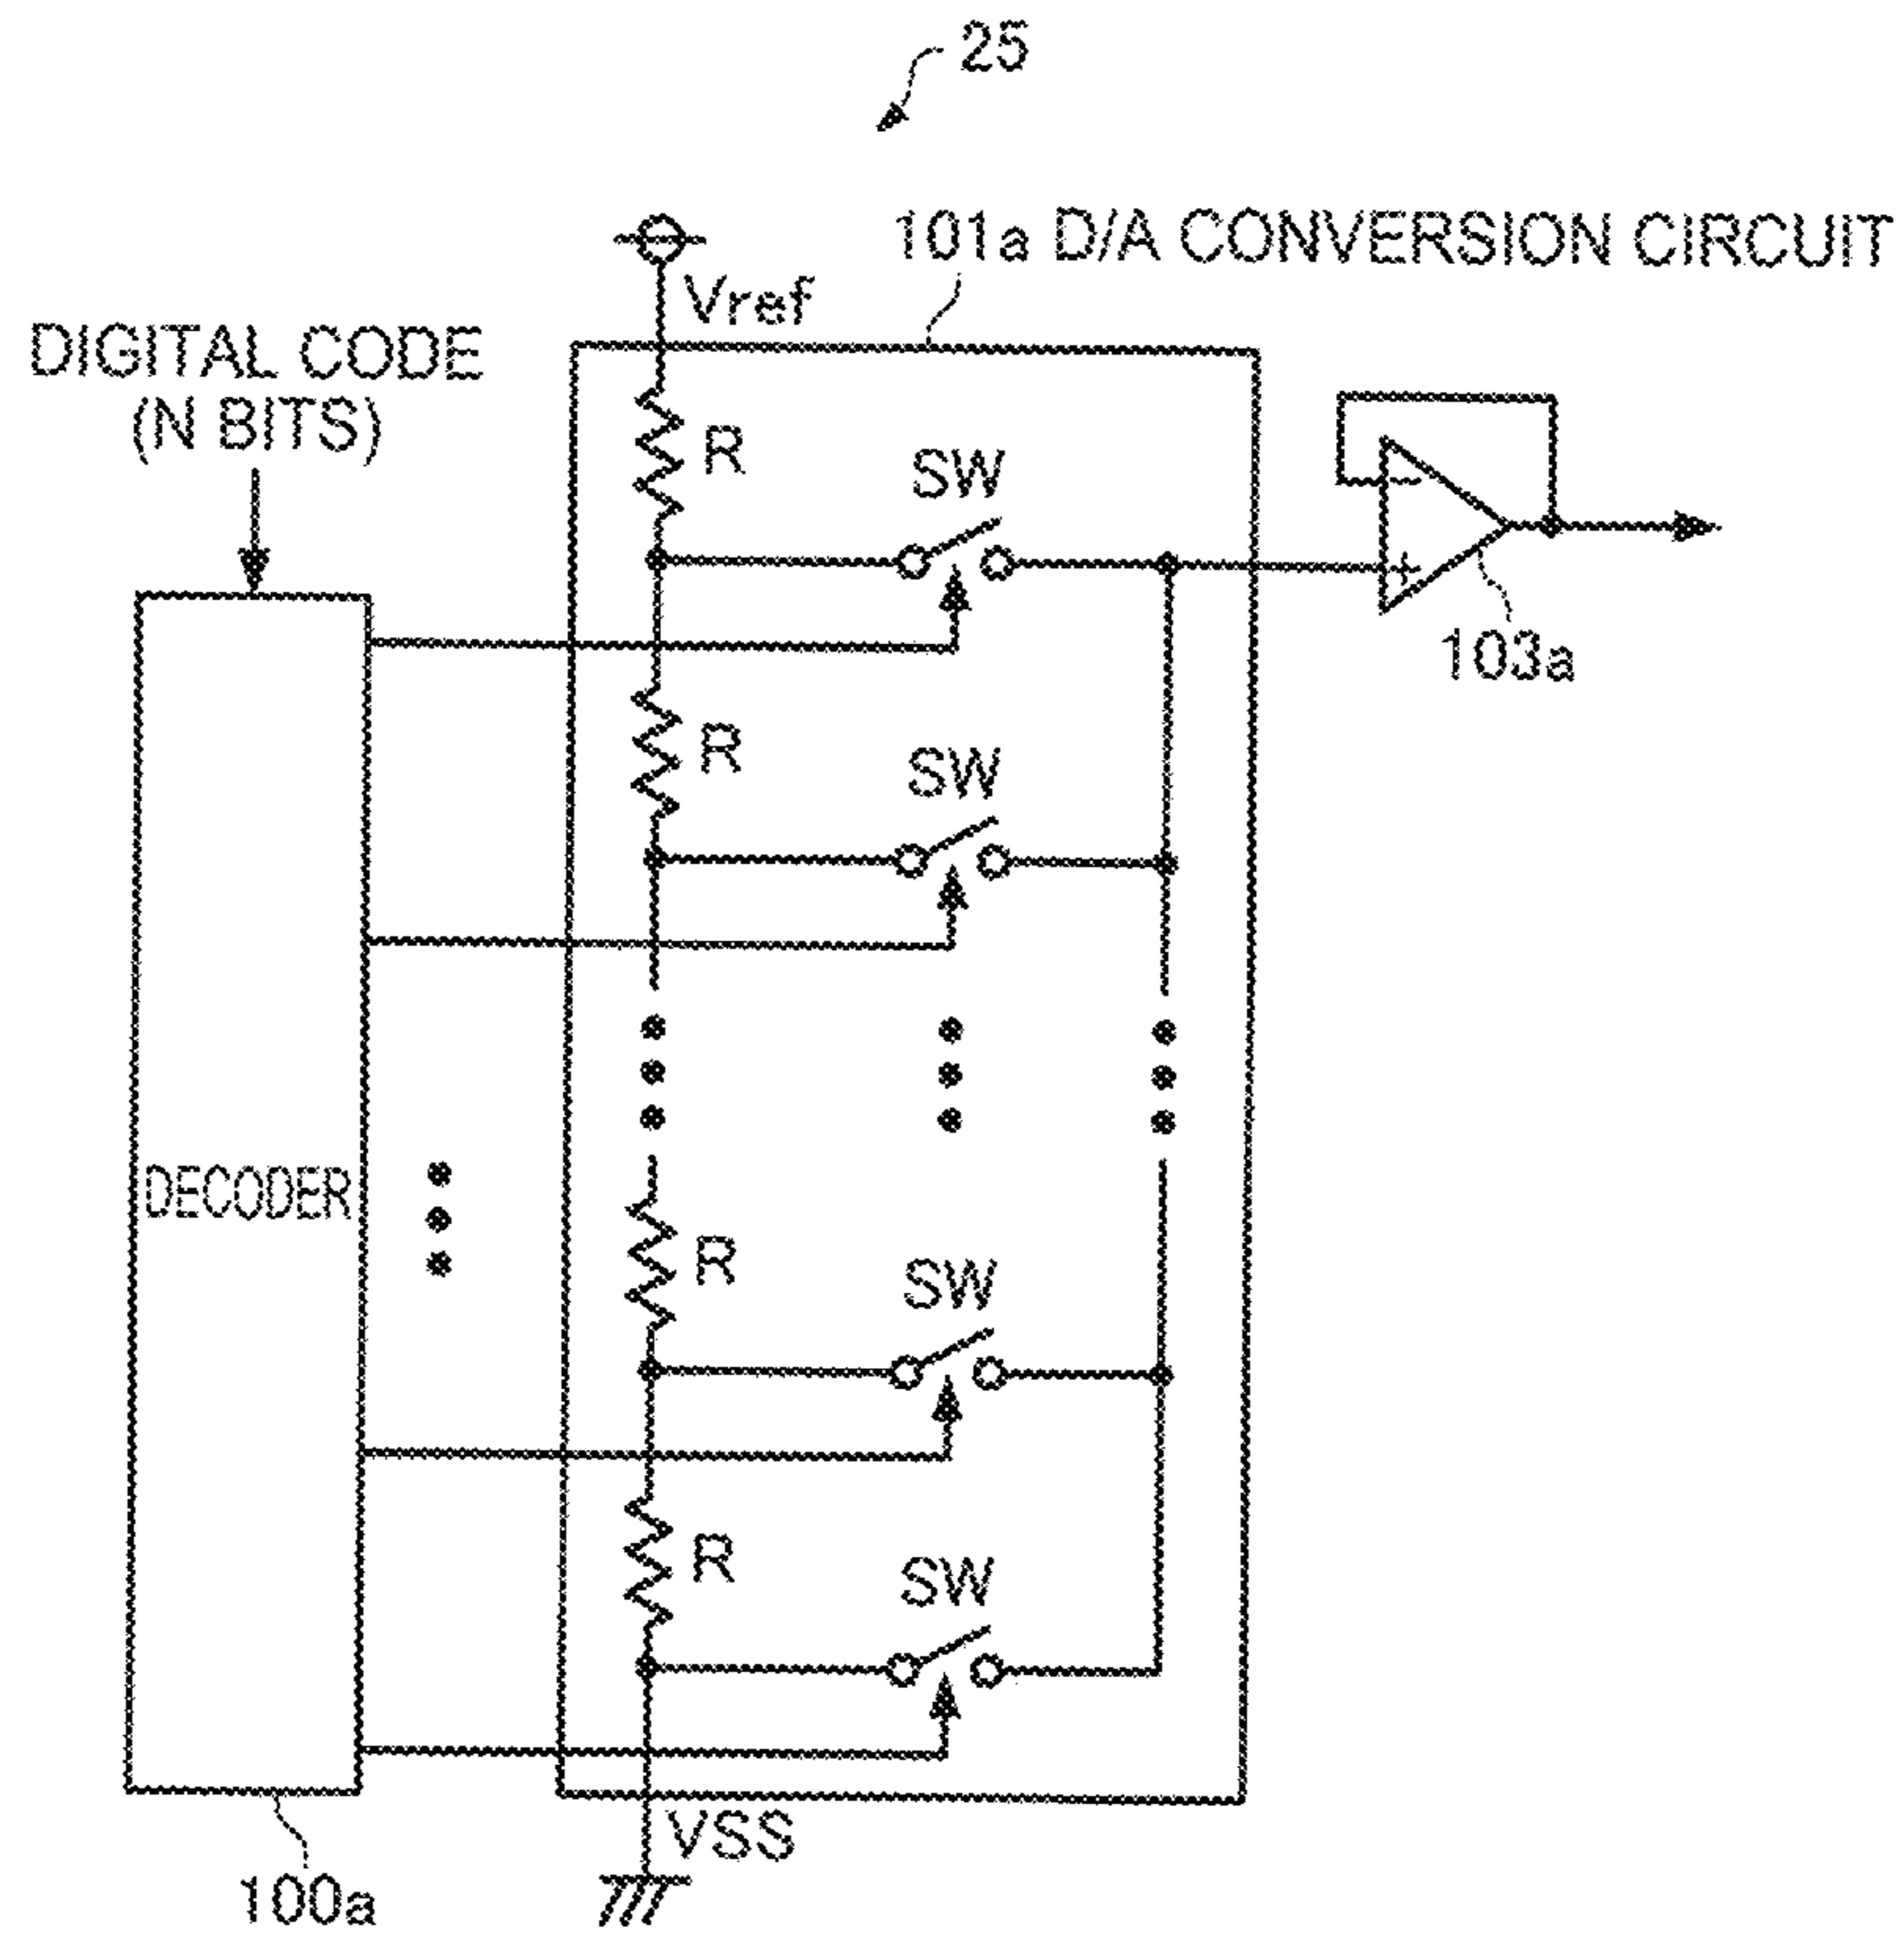 25
101a D/A CONVERSION CIRCUIT
Vref
DIGITAL CODE
(N BITS)
R
SW
−
+
103a
R
SW
DECODER
R
SW
R
SW
VSS
100a